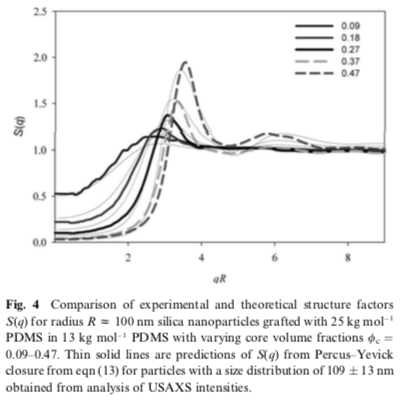 2.5
0.09
0.18
0.27
0.37
0.47
2.0
1.5
S(q)
1.0
0.5
0.0
2 4 6 8
qR
Fig. 4 Comparison of experimental and theoretical structure factors
S(q) for radius R ≈ 100 nm silica nanoparticles grafted with 25 kg mol⁻¹
PDMS in 13 kg mol⁻¹ PDMS with varying core volume fractions ϕc =
0.09–0.47. Thin solid lines are predictions of S(q) from Percus–Yevick
closure from eqn (13) for particles with a size distribution of 109 ± 13 nm
obtained from analysis of USAXS intensities.